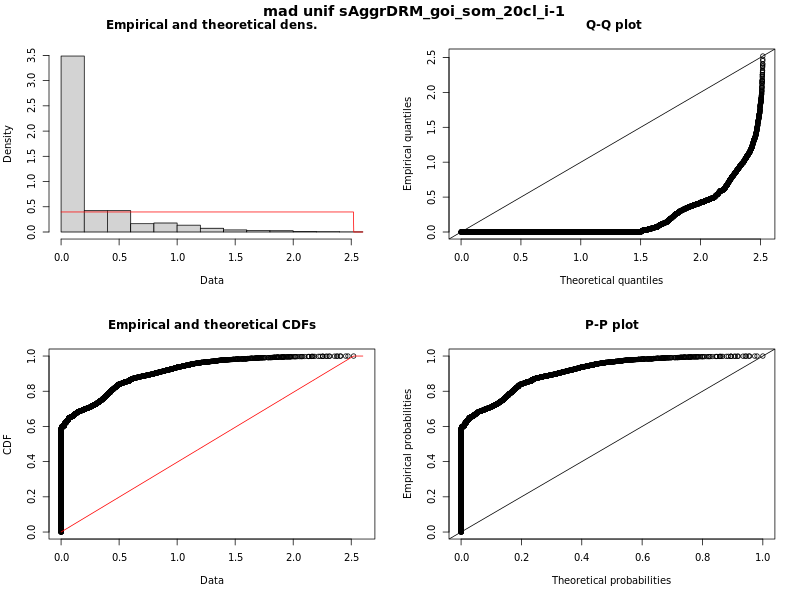 mad unif sAggrDRM_goi_som_20cl_i-1
Empirical and theoretical dens.
Density
0.0 0.5 1.0 1.5 2.0 2.5 3.0 3.5
0.0 0.5 1.0 1.5 2.0 2.5
Data
Q-Q plot
Empirical quantiles
0.0 0.5 1.0 1.5 2.0 2.5
0.0 0.5 1.0 1.5 2.0 2.5
Theoretical quantiles
Empirical and theoretical CDFs
CDF
0.0 0.2 0.4 0.6 0.8 1.0
0.0 0.5 1.0 1.5 2.0 2.5
Data
P-P plot
Empirical probabilities
0.0 0.2 0.4 0.6 0.8 1.0
0.0 0.2 0.4 0.6 0.8 1.0
Theoretical probabilities